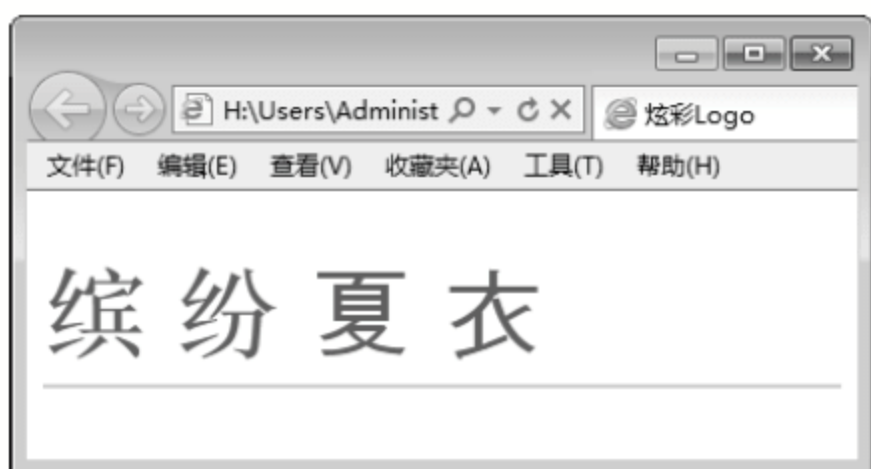 H:\Users\Administ
炫彩Logo
文件(F) 编辑(E) 查看(V) 收藏夹(A) 工具(T) 帮助(H)
缤 纷 夏 衣